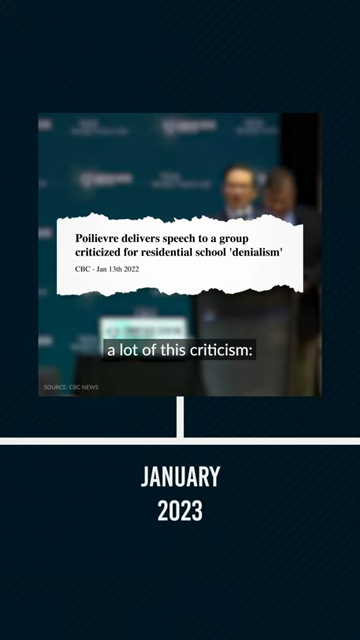 Poilievre delivers speech to a group
criticized for residential school 'denialism'
CBC - Jan 13th 2022
a lot of this criticism:
SOURCE: CBC NEWS
JANUARY
2023